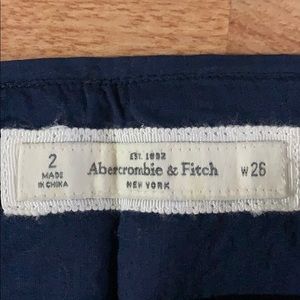 2
MADE
IN CHINA
EST. 1892
Abercrombie & Fitch
NEW YORK
W 26